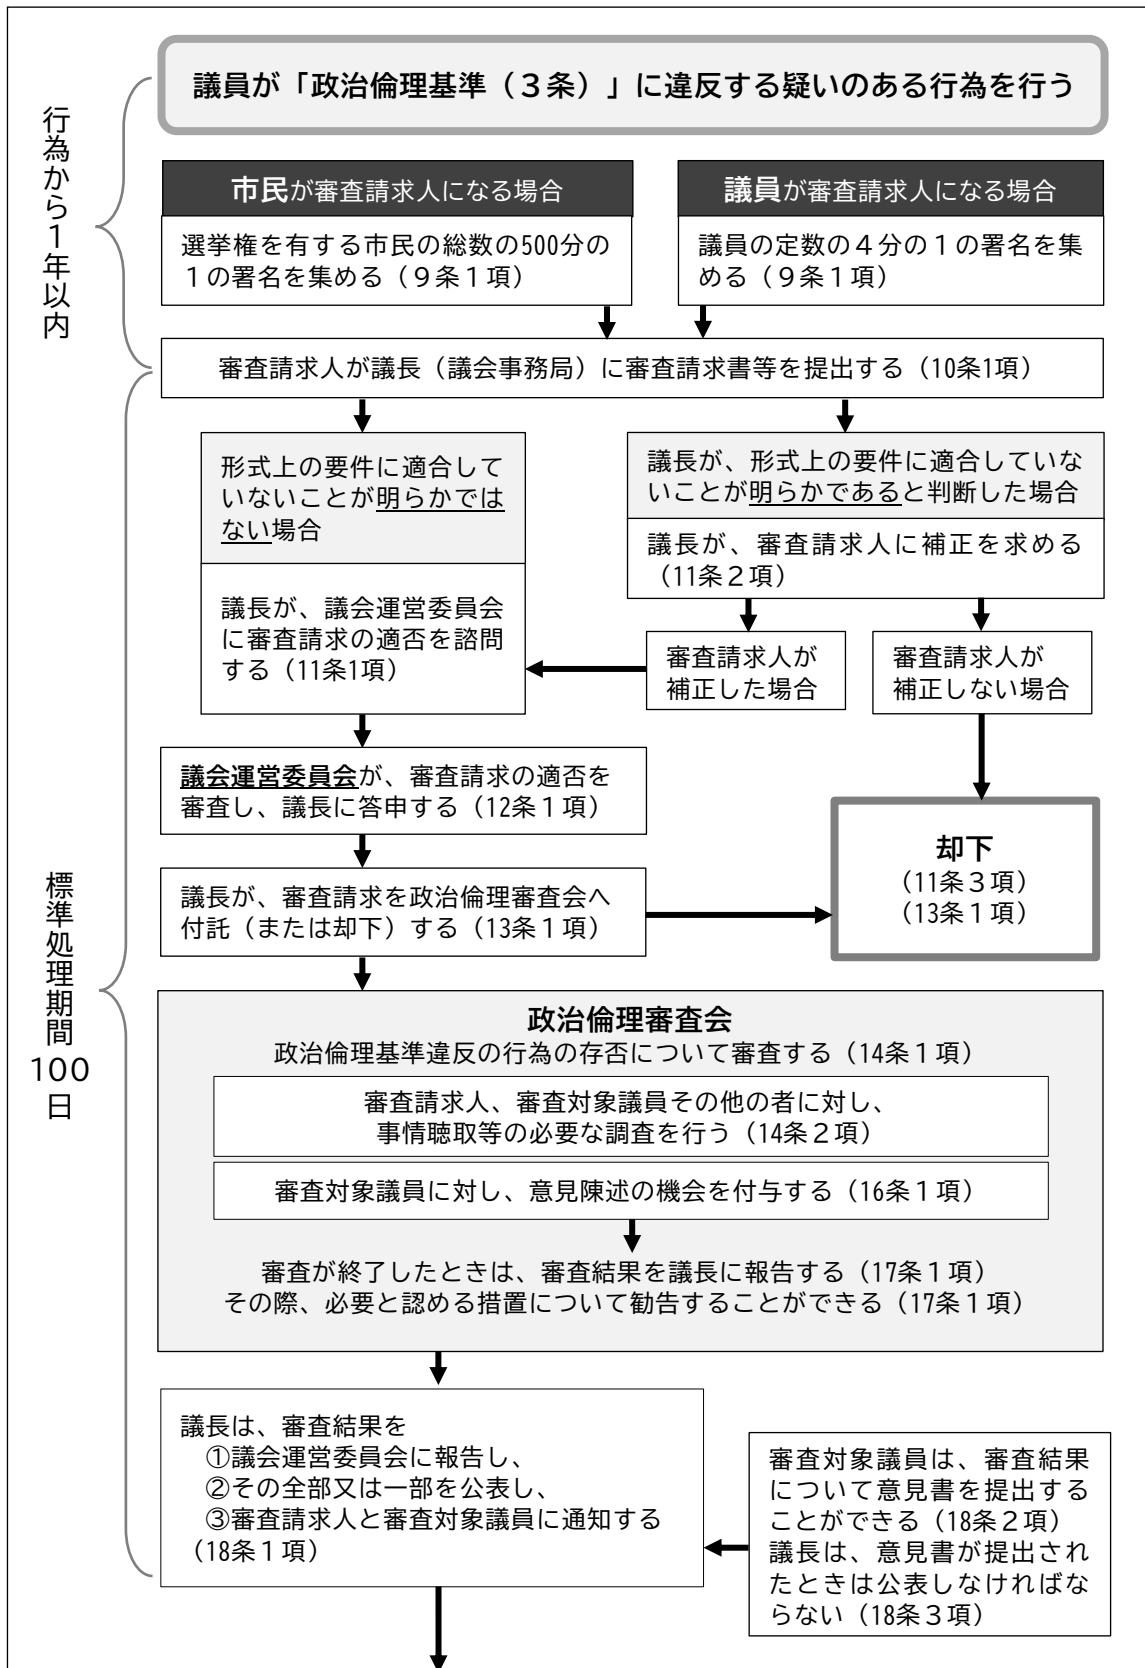 議員が「政治倫理基準（３条）」に違反する疑いのある行為を行う
行為から１年以内
市民が審査請求人になる場合
選挙権を有する市民の総数の500分の
１の署名を集める（９条１項）
議員が審査請求人になる場合
議員の定数の４分の１の署名を集
める（９条１項）
審査請求人が議長（議会事務局）に審査請求書等を提出する（10条1項）
標準処理期間
100
日
形式上の要件に適合してい
ないことが明らかでは
ない場合
議長が、議会運営委員会
に審査請求の適否を諮問
する（11条1項）
議長が、形式上の要件に適合していな
いことが明らかであると判断した場合
議長が、審査請求人に補正を求める
（11条２項）
審査請求人が
補正した場合
審査請求人が
補正しない場合
議会運営委員会が、審査請求の適否を
審査し、議長に答申する（12条１項）
議長が、審査請求を政治倫理審査会へ
付託（または却下）する（13条１項）
却下
（11条３項）
（13条１項）
政治倫理審査会
政治倫理基準違反の行為の存否について審査する（14条１項）
審査請求人、審査対象議員その他の者に対し、
事情聴取等の必要な調査を行う（14条２項）
審査対象議員に対し、意見陳述の機会を付与する（16条１項）
審査が終了したときは、審査結果を議長に報告する（17条１項）
その際、必要と認める措置について勧告することができる（17条１項）
議長は、審査結果を
①議会運営委員会に報告し、
②その全部又は一部を公表し、
③審査請求人と審査対象議員に通知する
（18条１項）
審査対象議員は、審査結果
について意見書を提出する
ことができる（18条２項）
議長は、意見書が提出され
たときは公表しなければな
らない（18条３項）